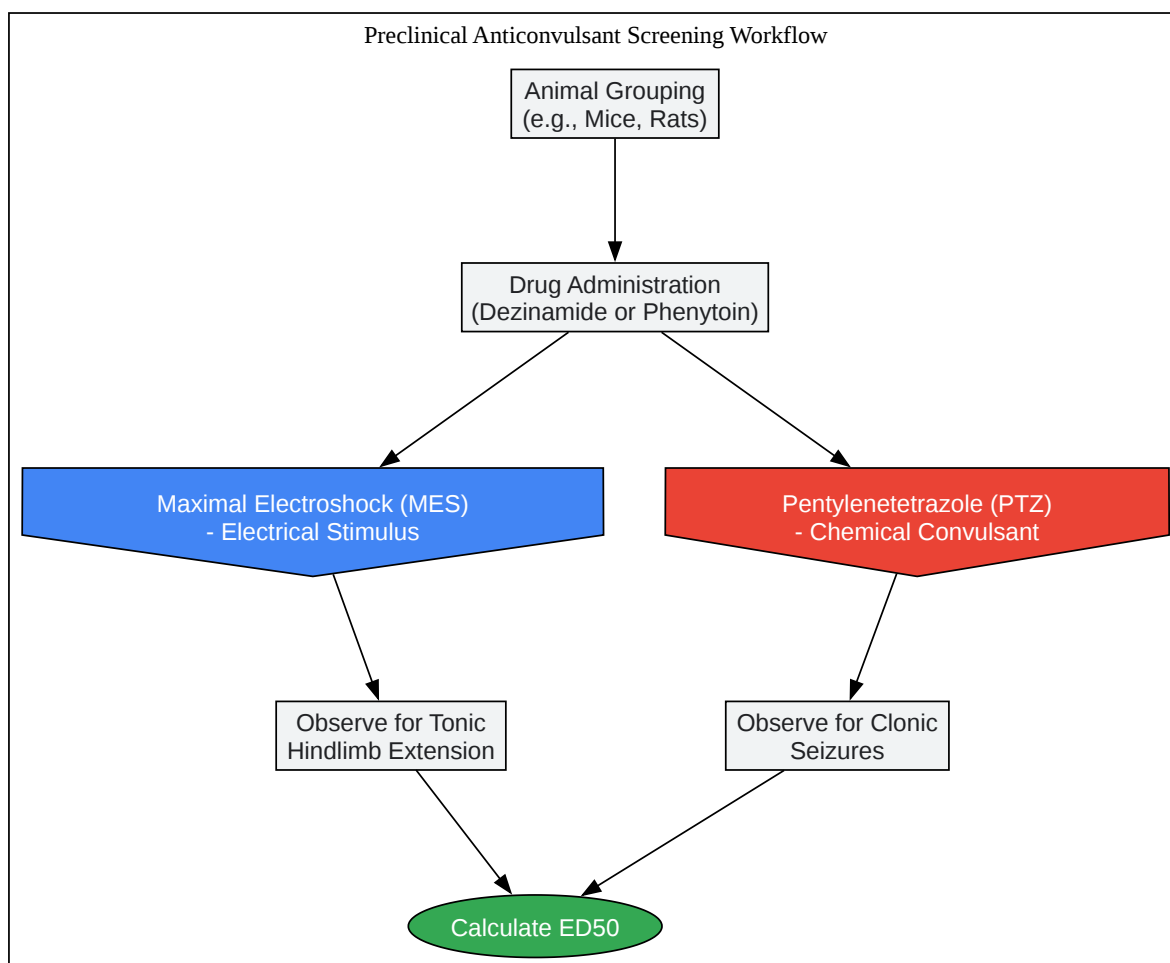 Preclinical Anticonvulsant Screening Workflow
Animal Grouping
(e.g., Mice, Rats)
Drug Administration
(Dezinamide or Phenytoin)
Maximal Electroshock (MES)
- Electrical Stimulus
Pentylenetetrazole (PTZ)
- Chemical Convulsant
Observe for Tonic
Hindlimb Extension
Observe for Clonic
Seizures
Calculate ED50